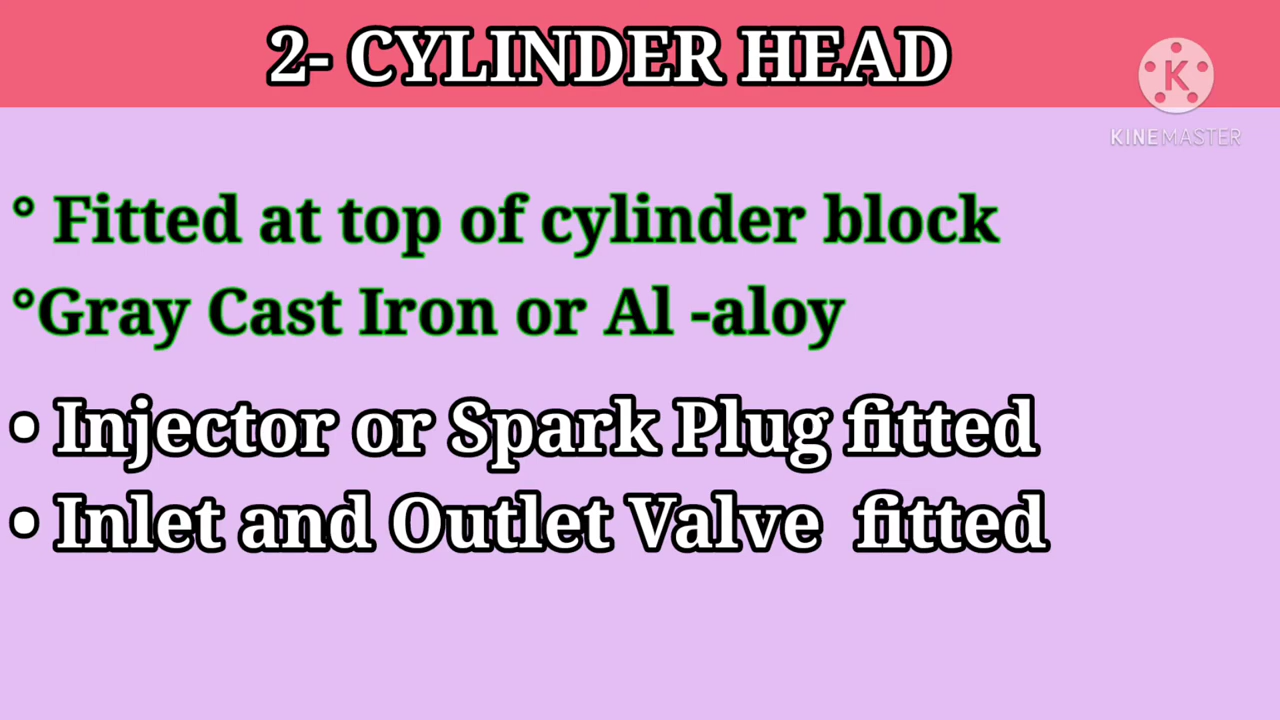 2- CYLINDER HEAD
K
KINEMASTER
° Fitted at top of cylinder block
°Gray Cast Iron or Al -aloy
• Injector or Spark Plug fitted
• Inlet and Outlet Valve fitted